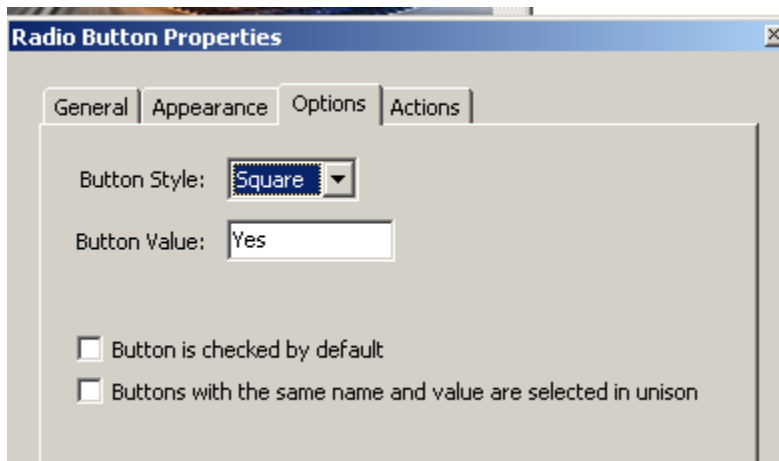 Radio Button Properties
General Appearance Options Actions
Button Style: Square
Button Value: Yes
Button is checked by default
Buttons with the same name and value are selected in unison